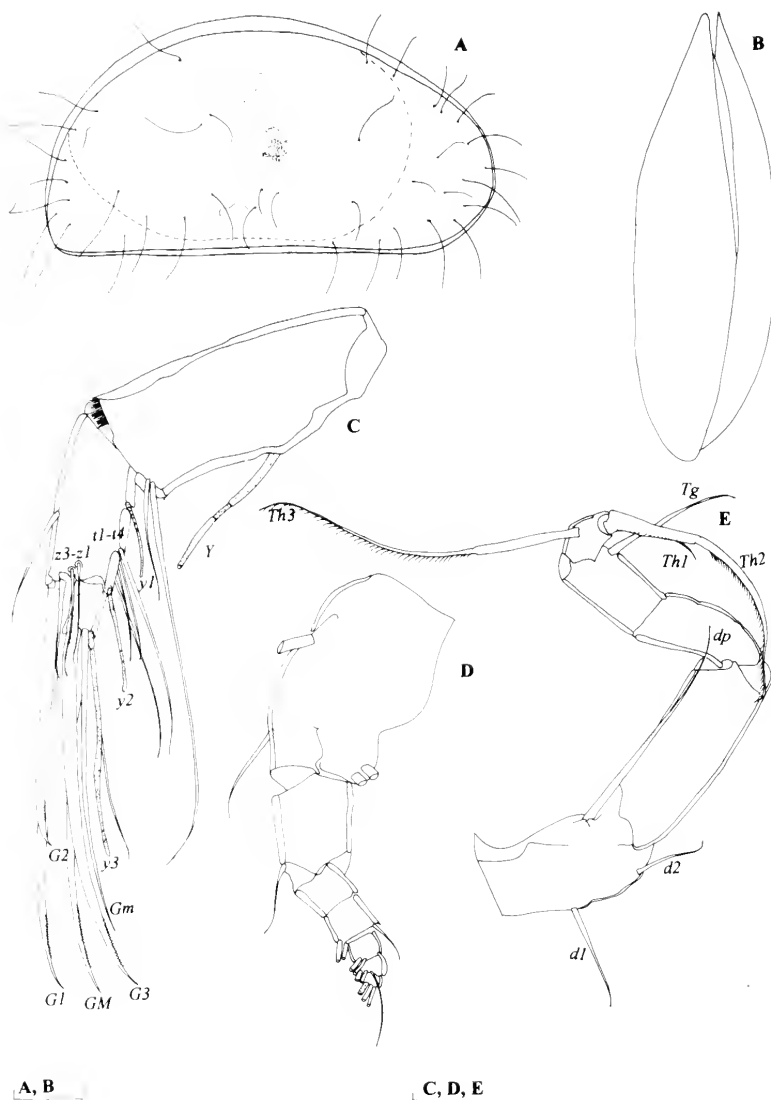 A
B
C
Tg
E
Th3
t1-t4
z3-z1
Th1
Th2
y1
Y
dp
D
y2
G2
y3
d2
Gm
G1
GM
G3
d1
A, B
C, D, E